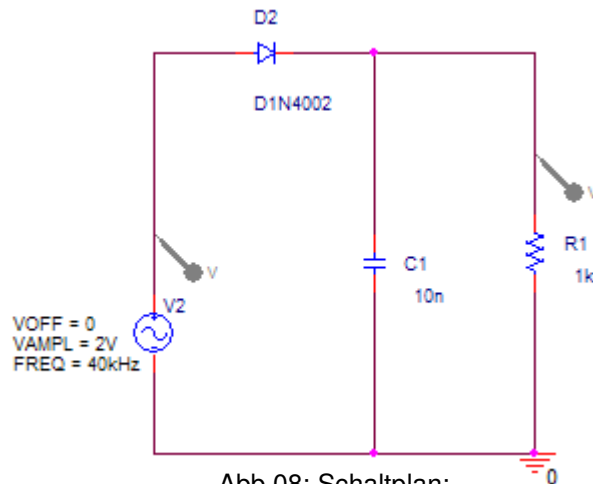 D2
D1N4002
V
V
R1
1k
C1
10n
V2
VOFF = 0
VAMPL = 2V
FREQ = 40kHz
0
Abb 08: Schaltplan: